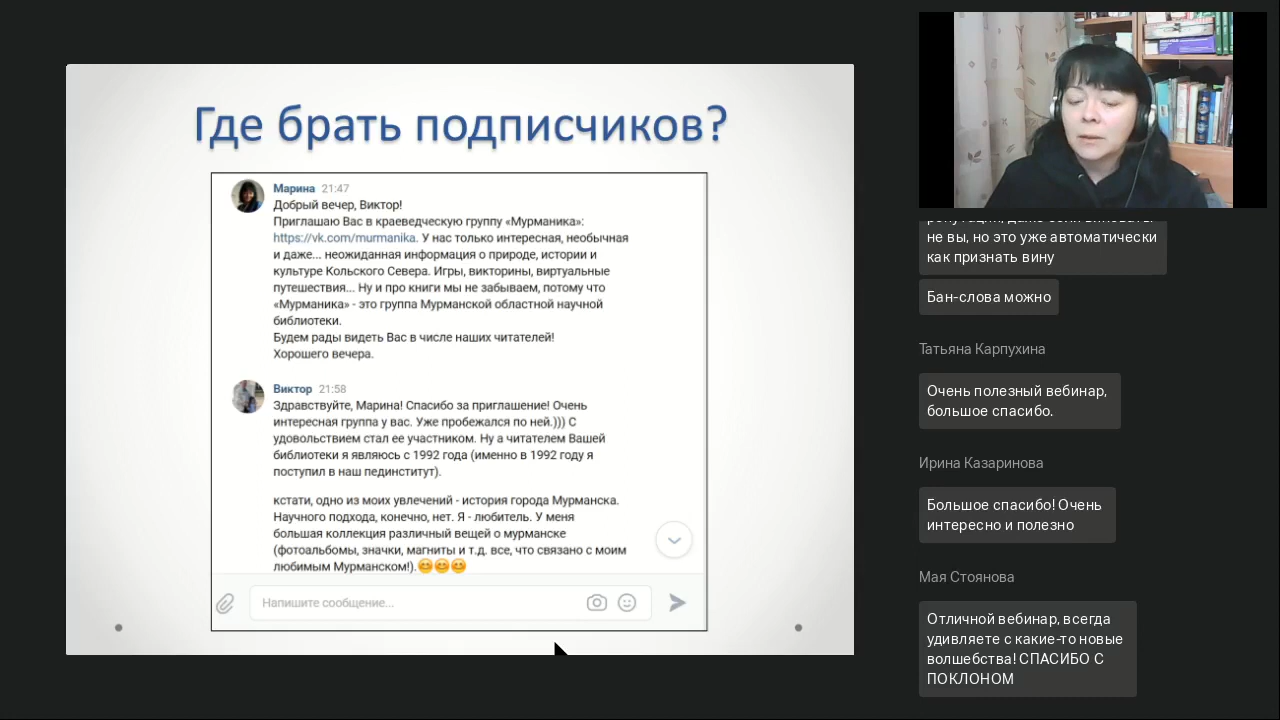 Где брать подписчиков?
Марина 21:47
Добрый вечер, Виктор!
Приглашаю Вас в краеведческую группу «Мурманика»:
https://vk.com/murmanika. У нас только интересная, необычная
и даже... неожиданная информация о природе, истории и
культуре Кольского Севера. Игры, викторины, виртуальные
путешествия... Ну и про книги мы не забываем, потому что
«Мурманика» - это группа Мурманской областной научной
библиотеки.
Будем рады видеть Вас в числе наших читателей!
Хорошего вечера.
Виктор 21:58
Здравствуйте, Марина! Спасибо за приглашение! Очень
интересная группа у вас. Уже пробежался по ней.))) С
удовольствием стал ее участником. Ну а читателем Вашей
библиотеки я являюсь с 1992 года (именно в 1992 году я
поступил в наш пединститут).
кстати, одно из моих увлечений - история города Мурманска.
Научного подхода, конечно, нет. Я - любитель. У меня
большая коллекция различный вещей о мурманске
(фотоальбомы, значки, магниты и т.д. все, что связано с моим
любимым Мурманском!).😊😊😊
Напишите сообщение...
не вы, но это уже автоматически
как признать вину
Бан-слова можно
Татьяна Карпухина
Очень полезный вебинар,
большое спасибо.
Ирина Казаринова
Большое спасибо! Очень
интересно и полезно
Мая Стоянова
Отличной вебинар, всегда
удивляете с какие-то новые
волшебства! СПАСИБО С
ПОКЛОНОМ